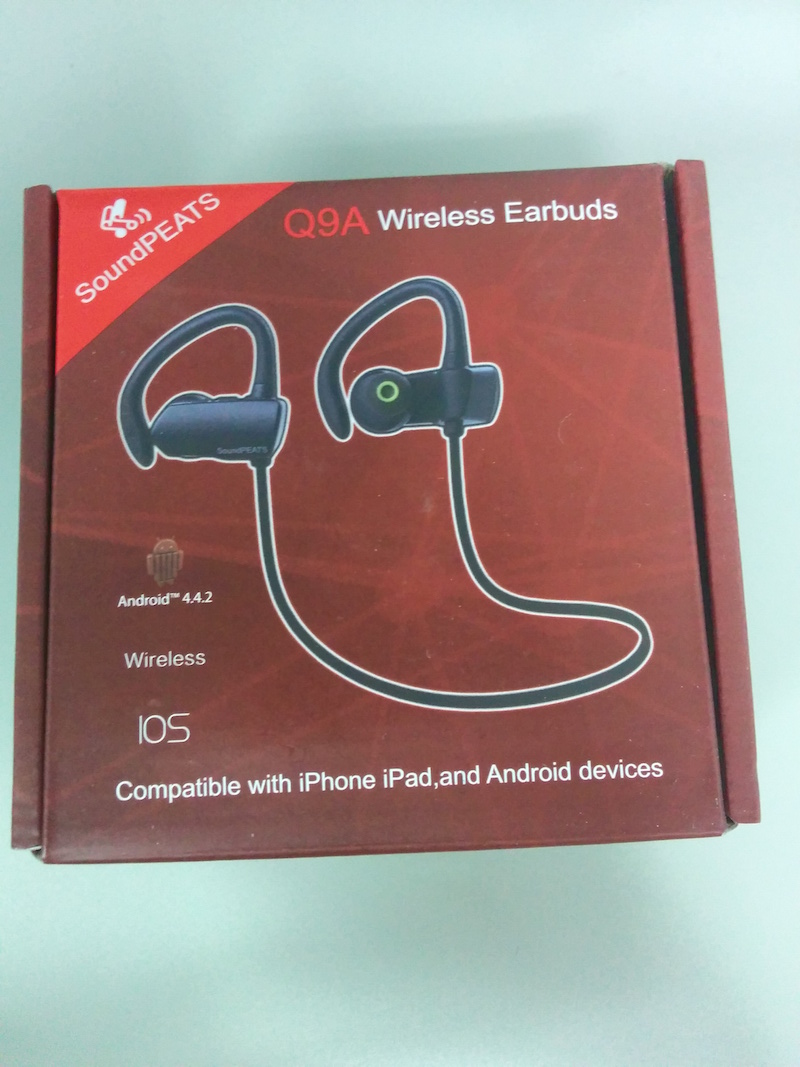 SoundPEATS
Q9A Wireless Earbuds
SoundPEATS
Android™ 4.4.2
Wireless
IOS
Compatible with iPhone iPad,and Android devices